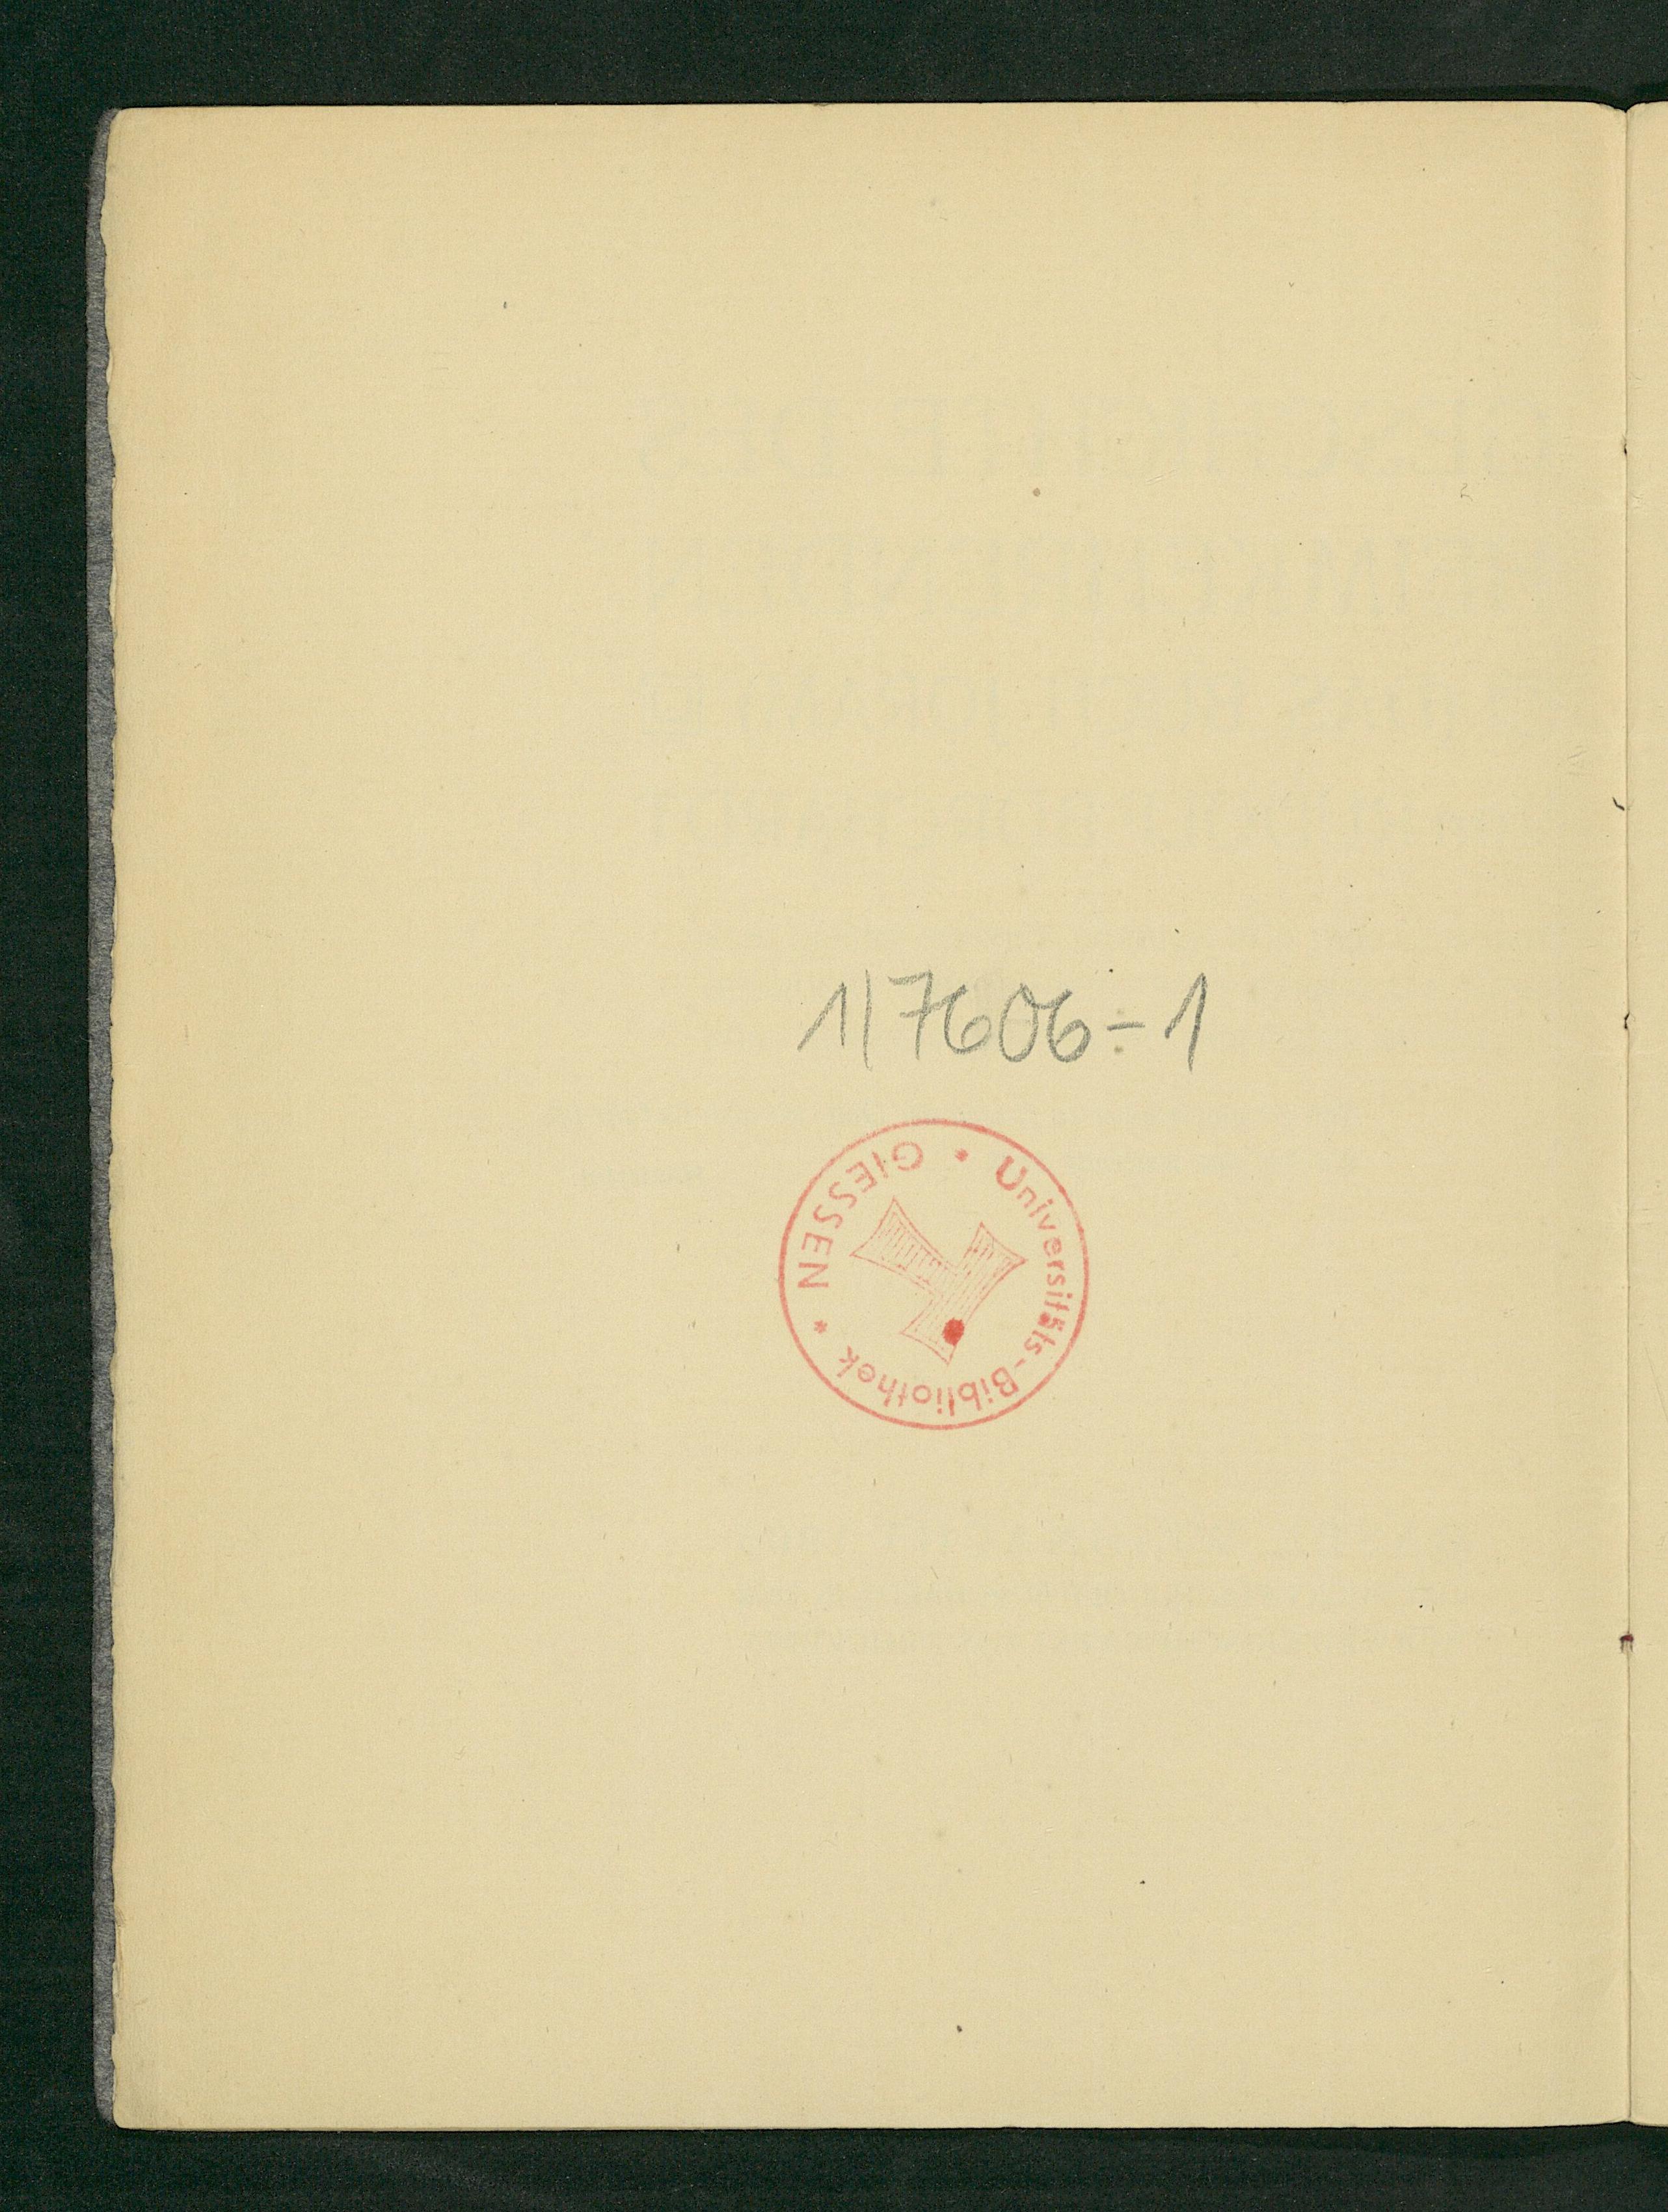 1/7606-1
Universitäts-Bibliothek * GIESSEN *